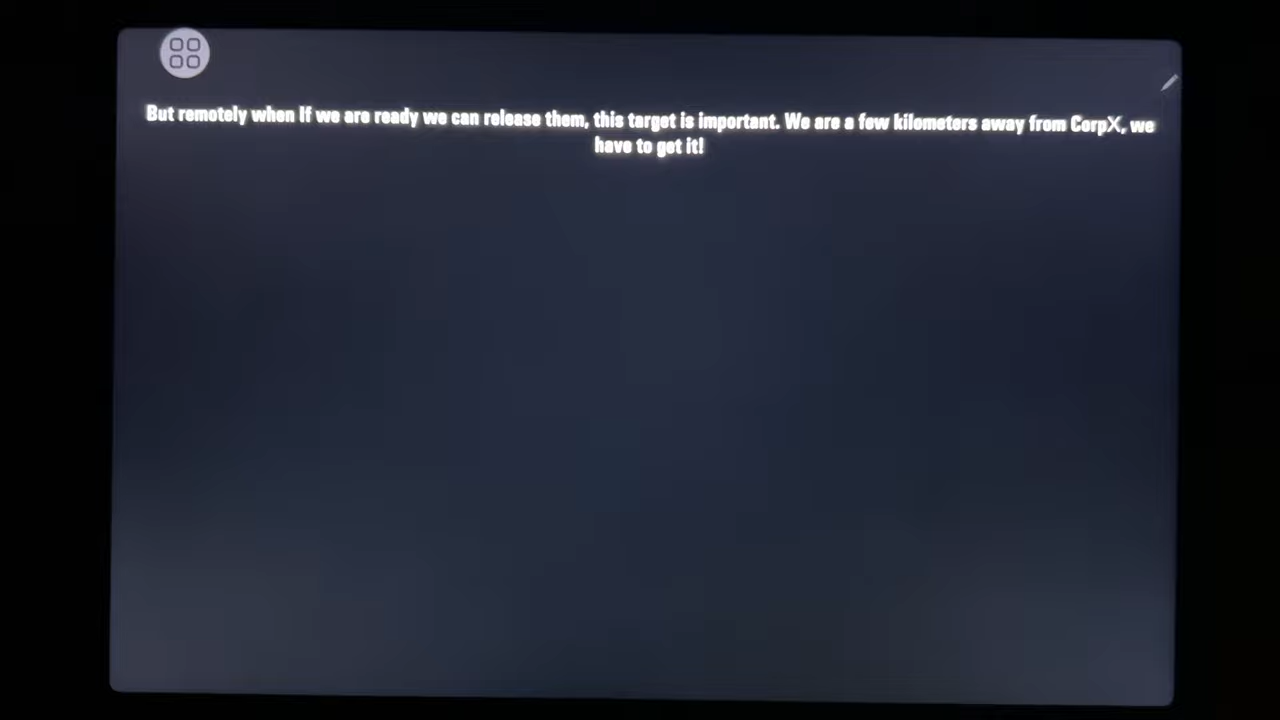 But remotely when If we are ready we can release them, this target is important. We are a few kilometers away from CorpX, we
have to get it!